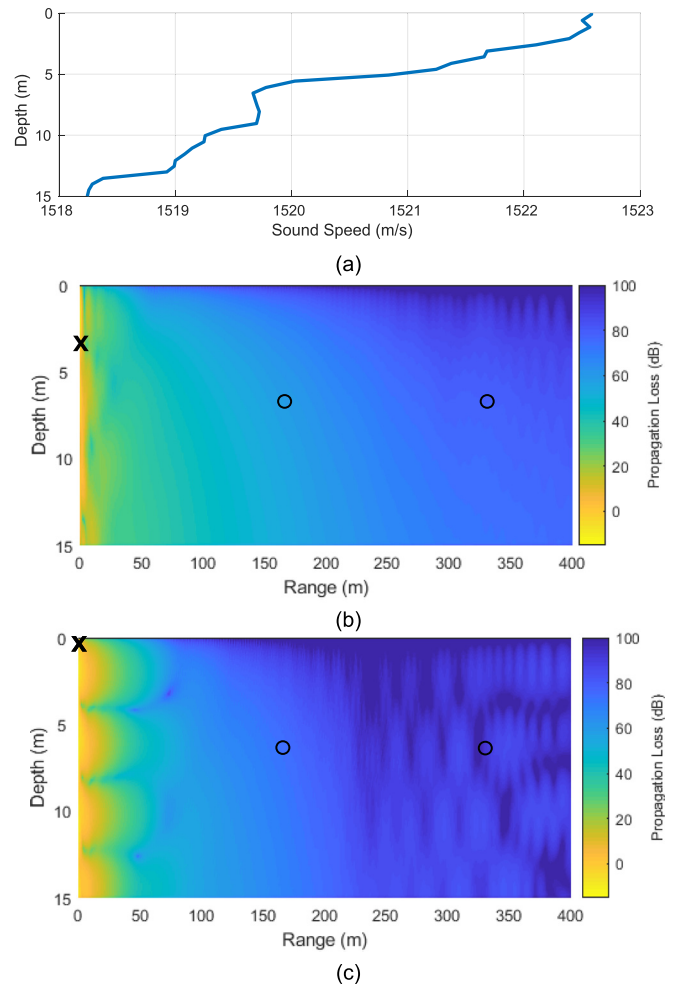 0
5
10
15
Depth (m)
1518 1519 1520 1521 1522 1523
Sound Speed (m/s)
(a)
0
5
10
15
Depth (m)
X
0 50 100 150 200 250 300 350 400
Range (m)
100
80
60
40
20
0
Propagation Loss (dB)
(b)
0
5
10
15
Depth (m)
X
0 50 100 150 200 250 300 350 400
Range (m)
100
80
60
40
20
0
Propagation Loss (dB)
(c)